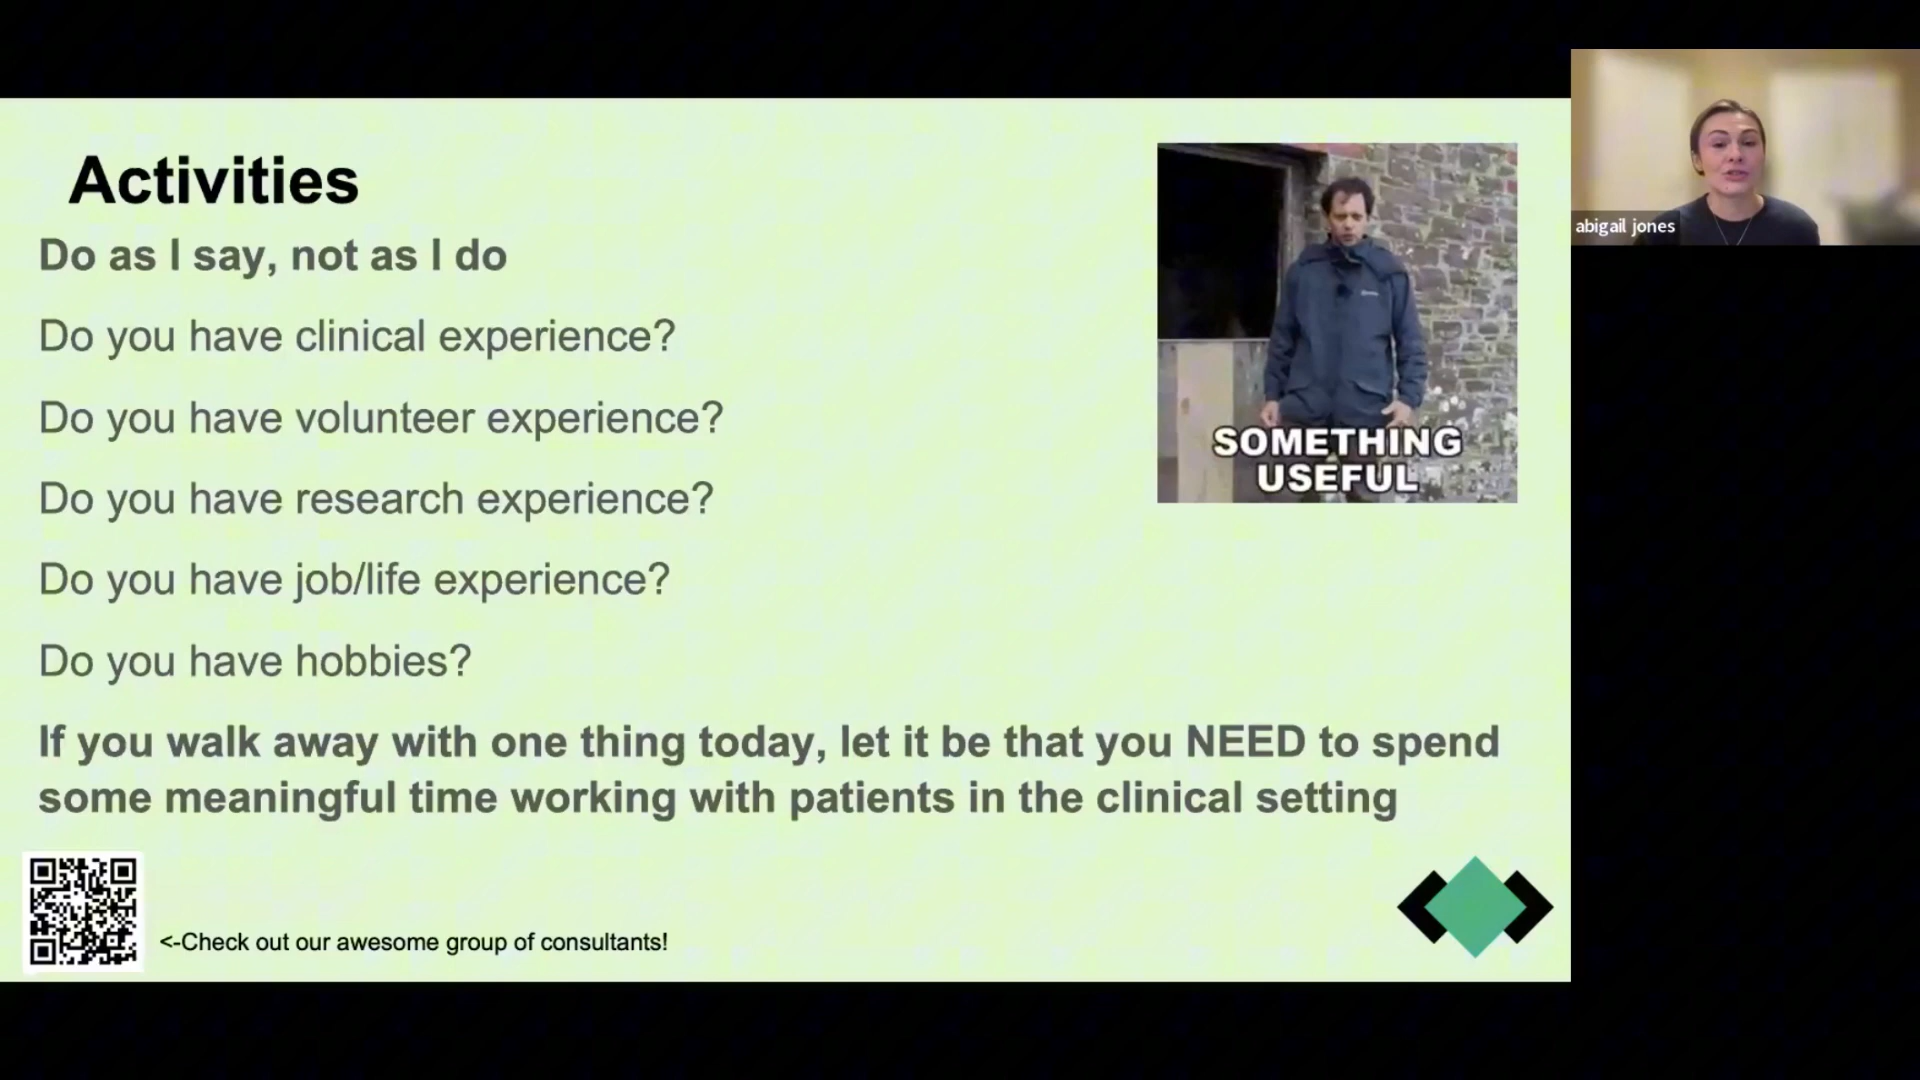 Activities
Do as I say, not as I do
Do you have clinical experience?
Do you have volunteer experience?
Do you have research experience?
Do you have job/life experience?
Do you have hobbies?
If you walk away with one thing today, let it be that you NEED to spend
some meaningful time working with patients in the clinical setting
<-Check out our awesome group of consultants!
SOMETHING
USEFUL
abigail jones